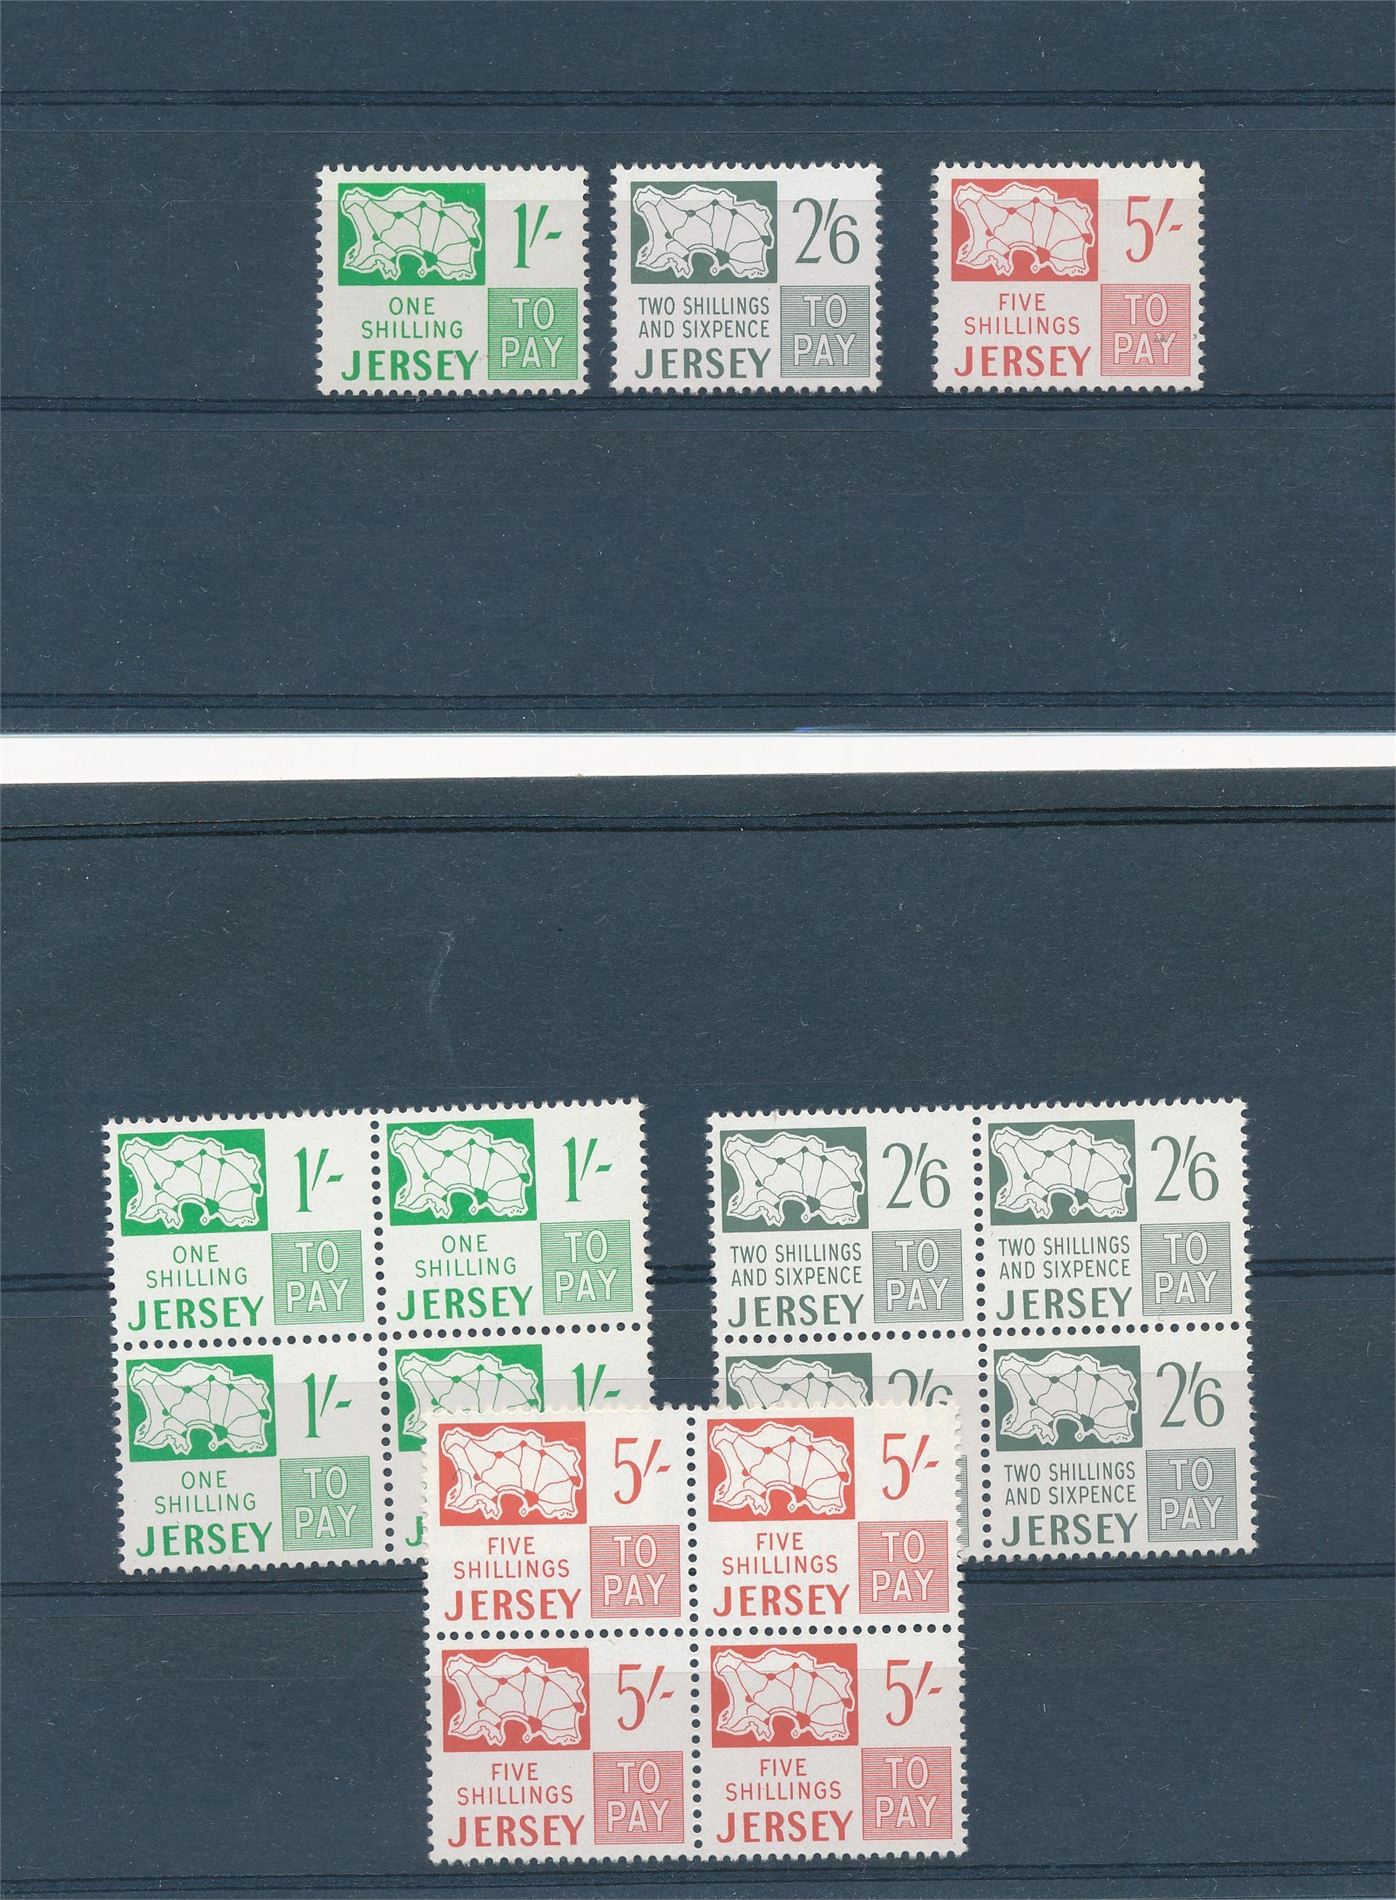 1/-
ONE
SHILLING
JERSEY
TO
PAY
2/6
TWO SHILLINGS
AND SIXPENCE
JERSEY
TO
PAY
5/-
FIVE
SHILLINGS
JERSEY
TO
PAY
1/-
ONE
SHILLING
JERSEY
TO
PAY
1/-
ONE
SHILLING
JERSEY
TO
PAY
2/6
TWO SHILLINGS
AND SIXPENCE
JERSEY
TO
PAY
2/6
TWO SHILLINGS
AND SIXPENCE
JERSEY
TO
PAY
1/-
ONE
SHILLING
JERSEY
TO
PAY
1/-
2/6
2/6
TWO SHILLINGS
AND SIXPENCE
JERSEY
TO
PAY
5/-
FIVE
SHILLINGS
JERSEY
TO
PAY
5/-
FIVE
SHILLINGS
JERSEY
TO
PAY
5/-
FIVE
SHILLINGS
JERSEY
TO
PAY
5/-
FIVE
SHILLINGS
JERSEY
TO
PAY